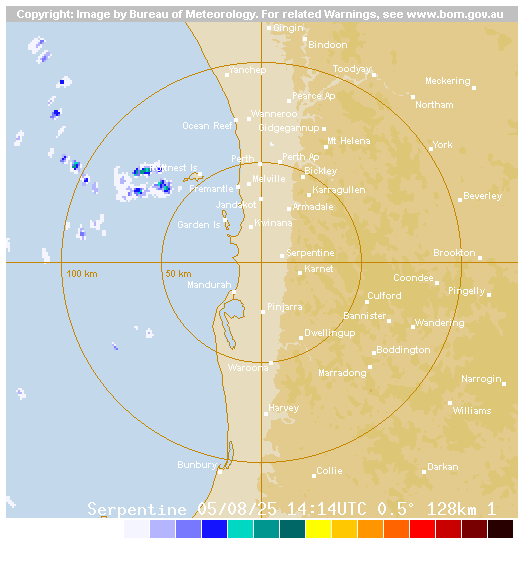 Copyright: Image by Bureau of Meteorology. For related Warnings, see www.bom.gov.au
Gingin
Bindoon
Yanchep
Toodyay
Meckering
Pearce Ap
Northam
Wanneroo
Ocean Reef
Gidgegannup
Mt Helena
York
Perth
Perth Ap
Bickley
Melville
Fremantle
Karragullen
Beverley
Jandakot
Armadale
Garden Is
Kwinana
Serpentine
Brookton
100 km
50 km
Karnet
Coondee
Mandurah
Pingelly
Culford
Pinjarra
Bannister
Wandering
Dwellingup
Boddington
Waroona
Marradong
Narrogin
Harvey
Williams
Bunbury
Collie
Darkan
Serpentine 05/08/25 14:14UTC 0.5° 128km 1